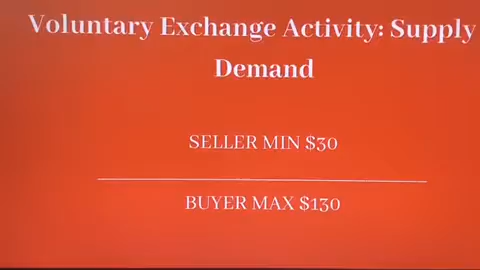 Voluntary Exchange Activity: Supply
Demand
SELLER MIN $30
BUYER MAX $130